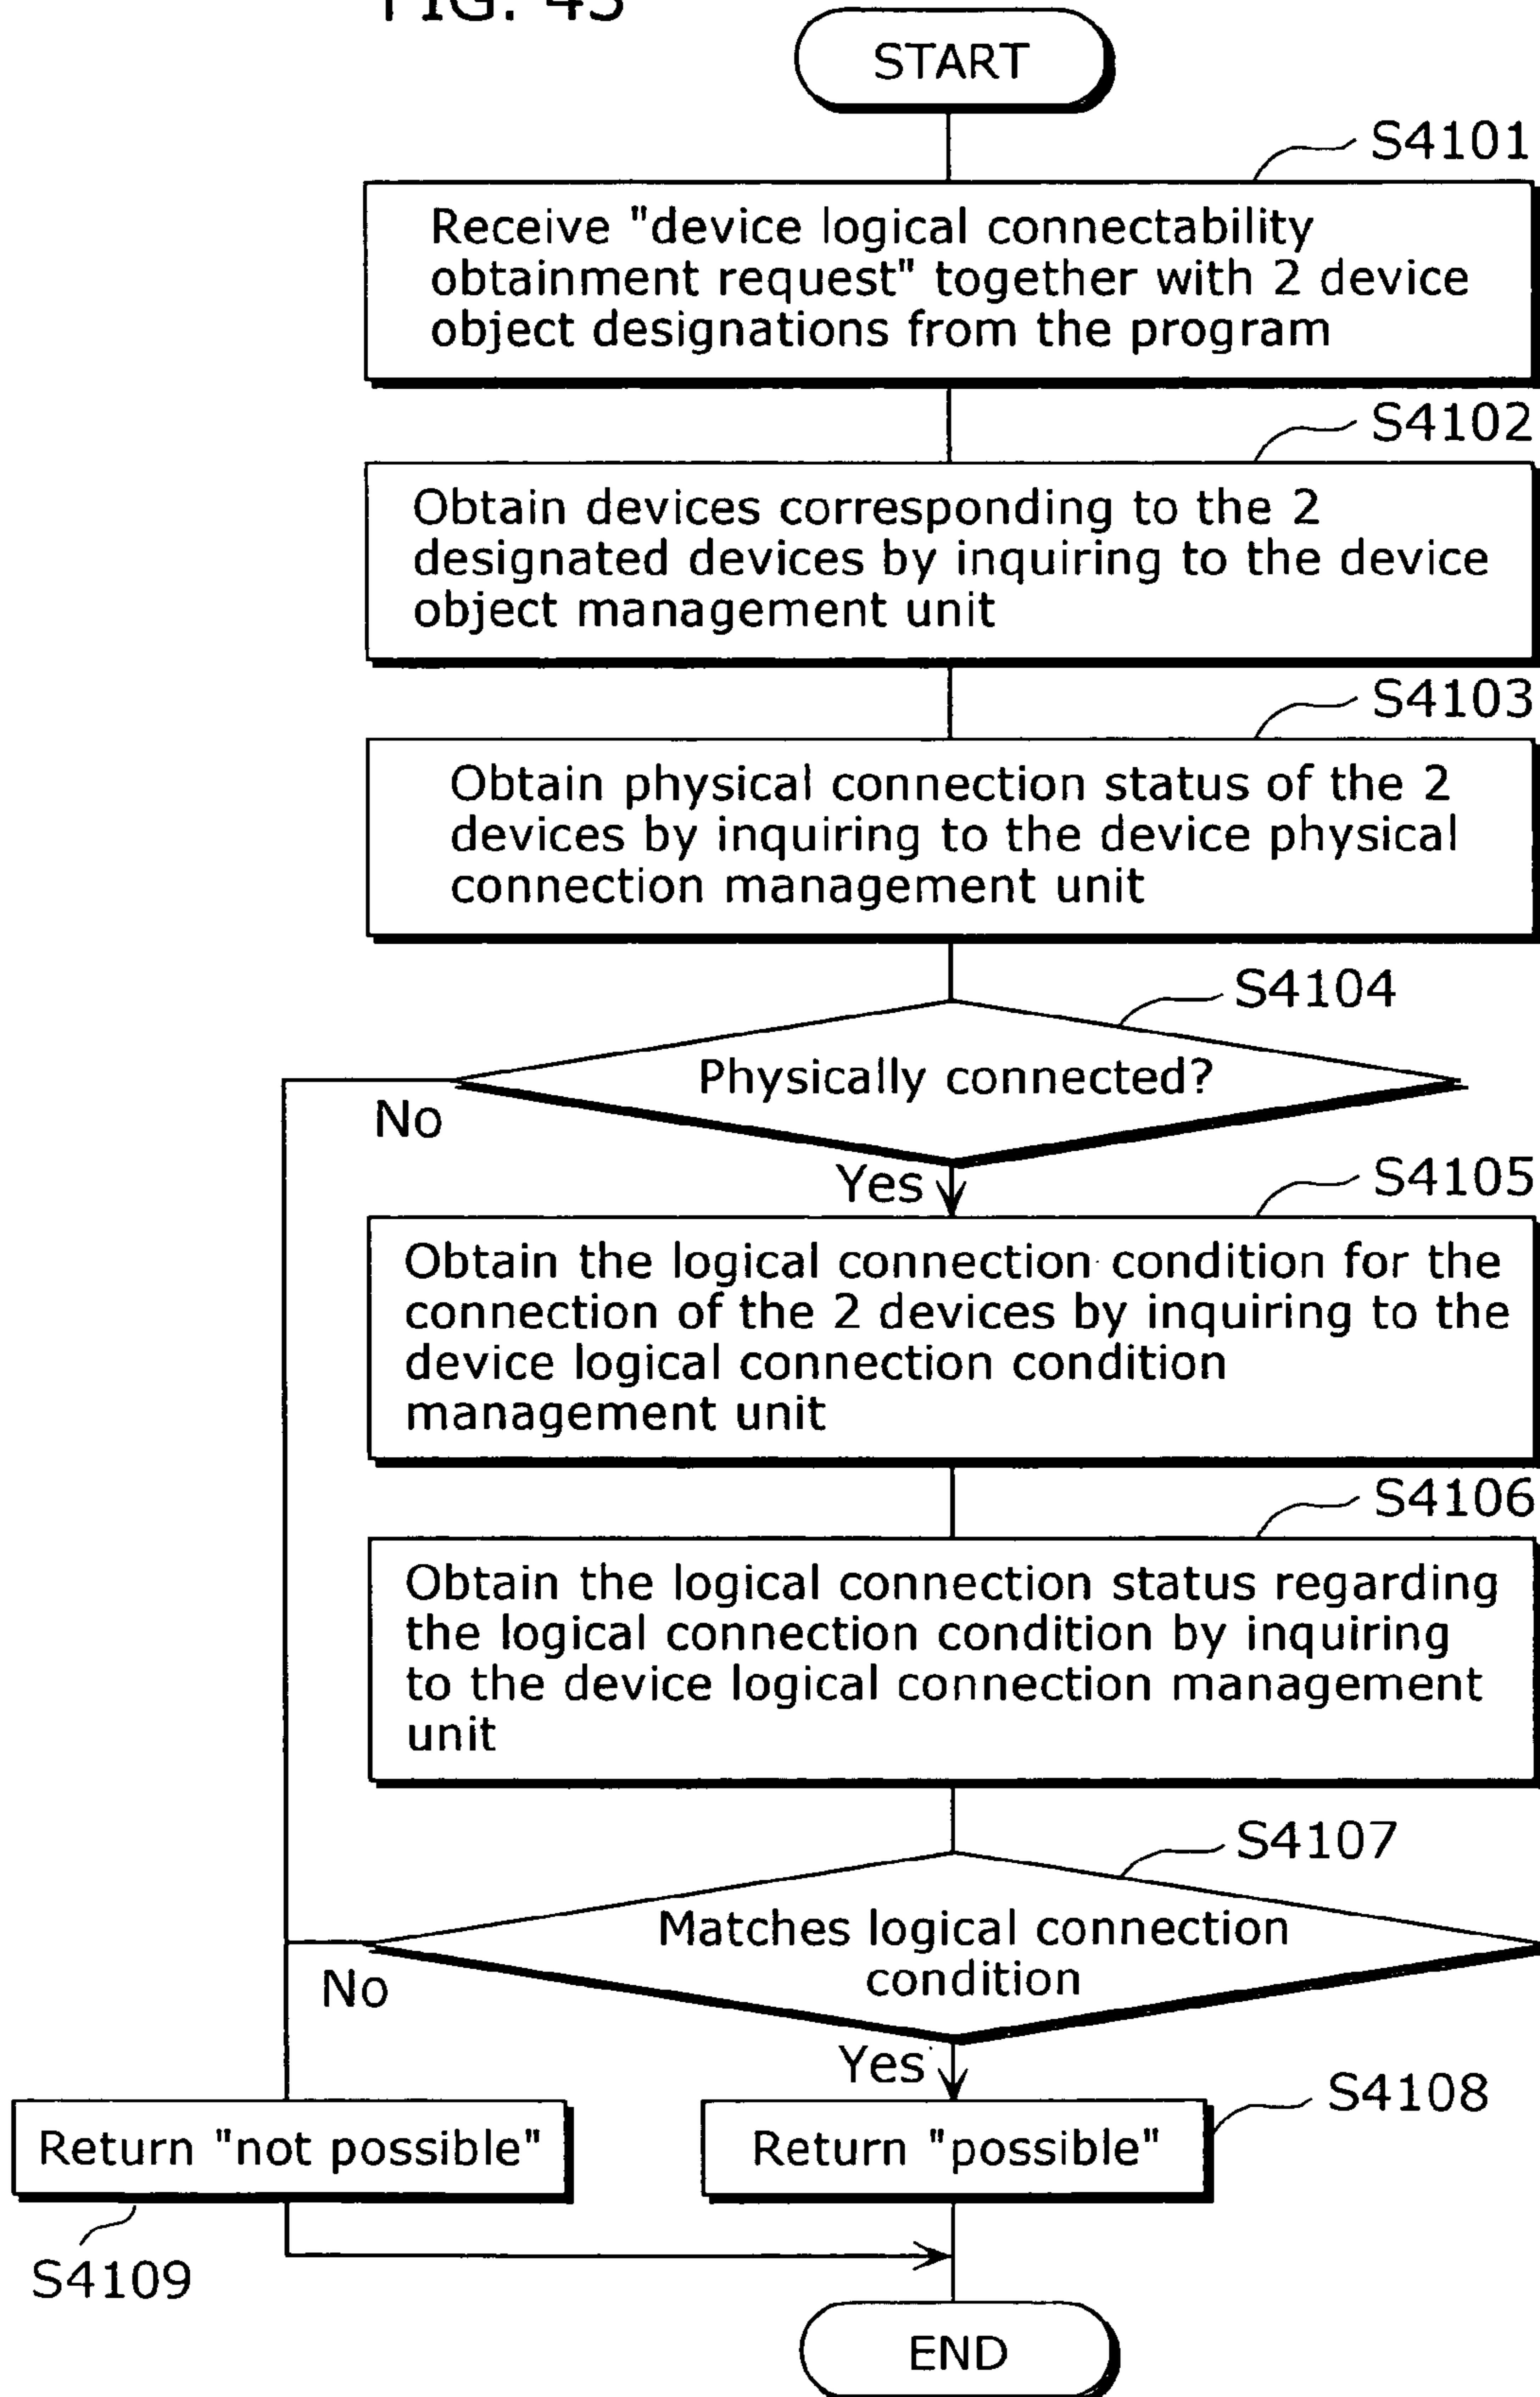 START
S4101
Receive "device logical connectability
obtainment request" together with 2 device
object designations from the program
S4102
Obtain devices corresponding to the 2
designated devices by inquiring to the device
object management unit
S4103
Obtain physical connection status of the 2
devices by inquiring to the device physical
connection management unit
S4104
Physically connected?
No
Yes
S4105
Obtain the logical connection condition for the
connection of the 2 devices by inquiring to the
device logical connection condition
management unit
S4106
Obtain the logical connection status regarding
the logical connection condition by inquiring
to the device logical connection management
unit
S4107
Matches logical connection
condition
No
Yes
S4108
Return "not possible"
Return "possible"
S4109
END